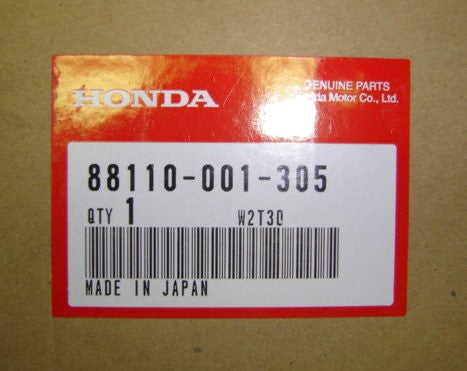 HONDA
GENUINE PARTS
Honda Motor Co., Ltd.
88110-001-305
QTY 1 W2T30
MADE IN JAPAN